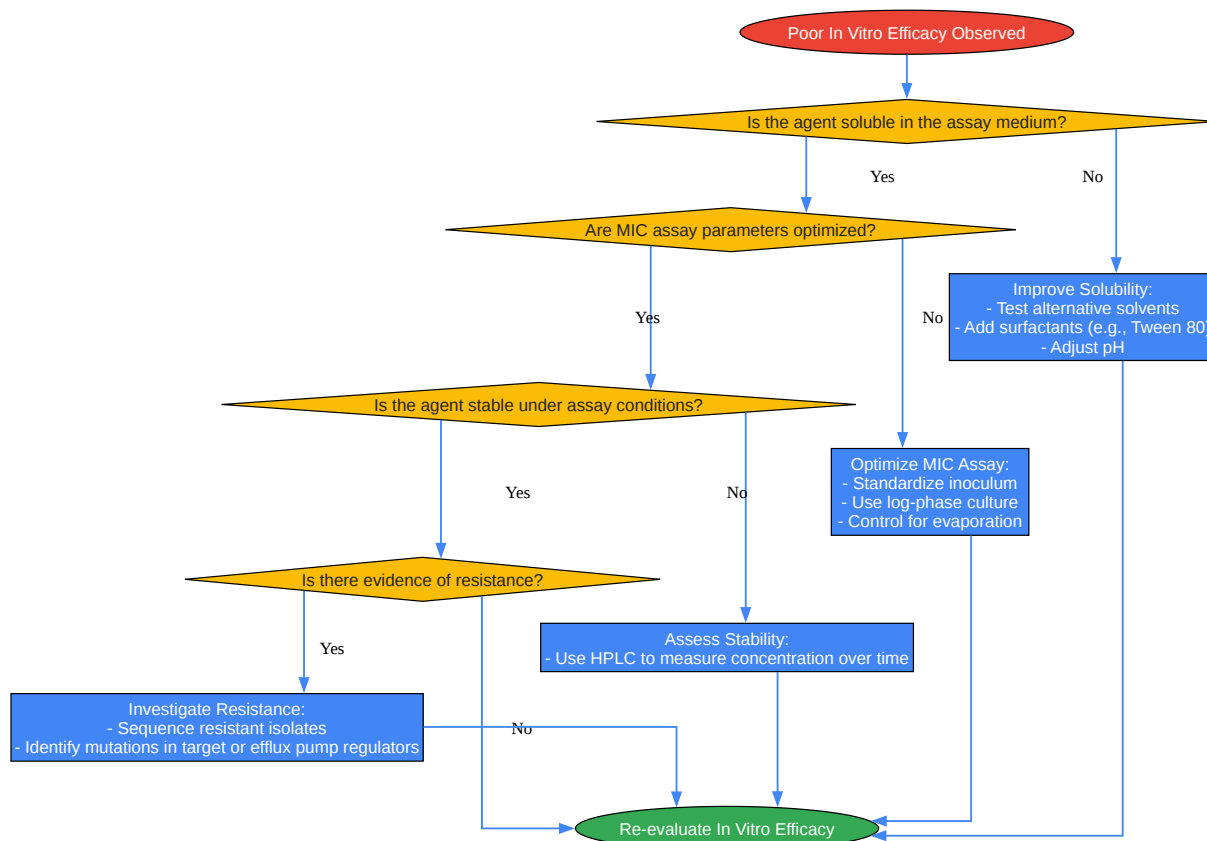 Poor In Vitro Efficacy Observed
Is the agent soluble in the assay medium?
Yes
No
Are MIC assay parameters optimized?
Improve Solubility:
- Test alternative solvents
- Add surfactants (e.g., Tween 80)
- Adjust pH
Yes
No
Is the agent stable under assay conditions?
Optimize MIC Assay:
- Standardize inoculum
- Use log-phase culture
- Control for evaporation
Yes
No
Is there evidence of resistance?
Assess Stability:
- Use HPLC to measure concentration over time
Yes
Investigate Resistance:
- Sequence resistant isolates
- Identify mutations in target or efflux pump regulators
No
Re-evaluate In Vitro Efficacy